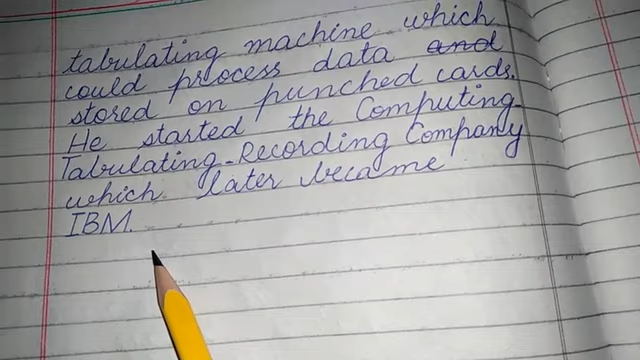 tabulating machine which
could process data and
stored on punched cards.
He started the Computing-
Tabulating-Recording Company
which later became
IBM.